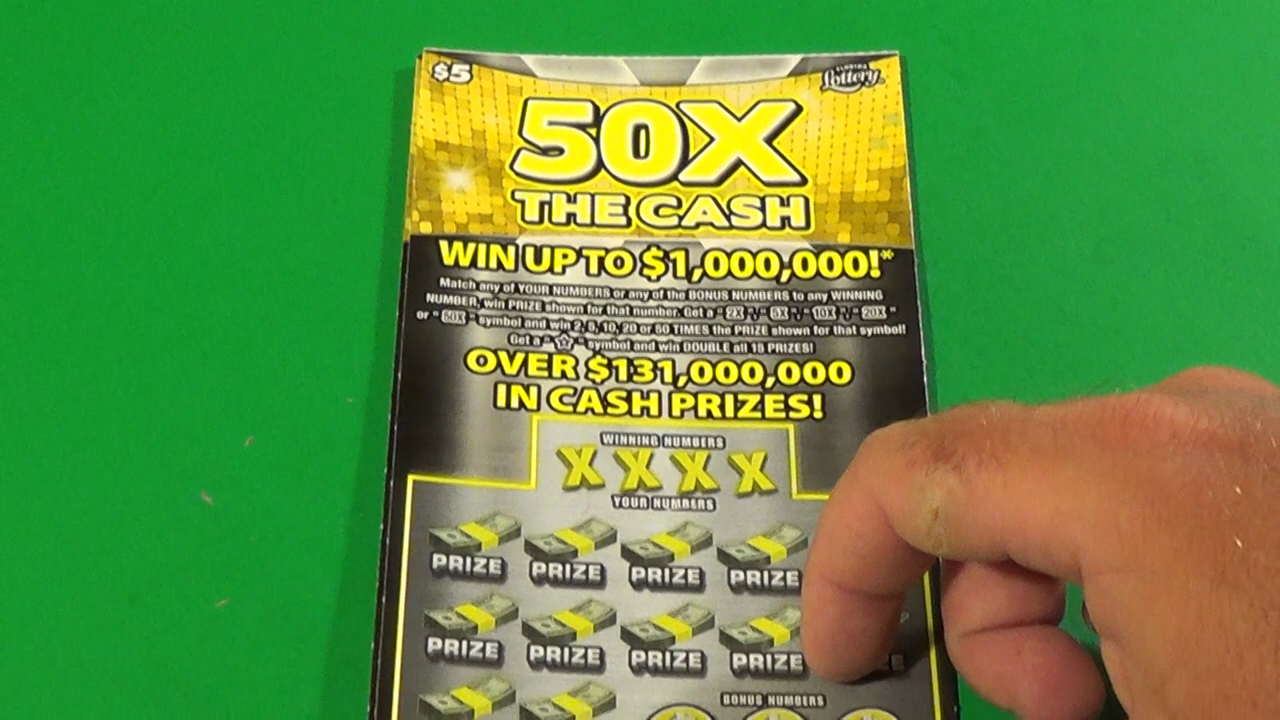 $5
FLORIDA
Lottery
50X
THE CASH
WIN UP TO $1,000,000!*
Match any of YOUR NUMBERS or any of the BONUS NUMBERS to any WINNING
NUMBER, win PRIZE shown for that number. Get a "2X", "5X", "10X", "20X"
or "50X" symbol and win 2, 5, 10, 20 or 50 TIMES the PRIZE shown for that symbol!
Get a "☆" symbol and win DOUBLE all 15 PRIZES!
OVER $131,000,000
IN CASH PRIZES!
WINNING NUMBERS
X X X X
YOUR NUMBERS
PRIZE PRIZE PRIZE PRIZE
PRIZE PRIZE PRIZE PRIZE
BONUS NUMBERS